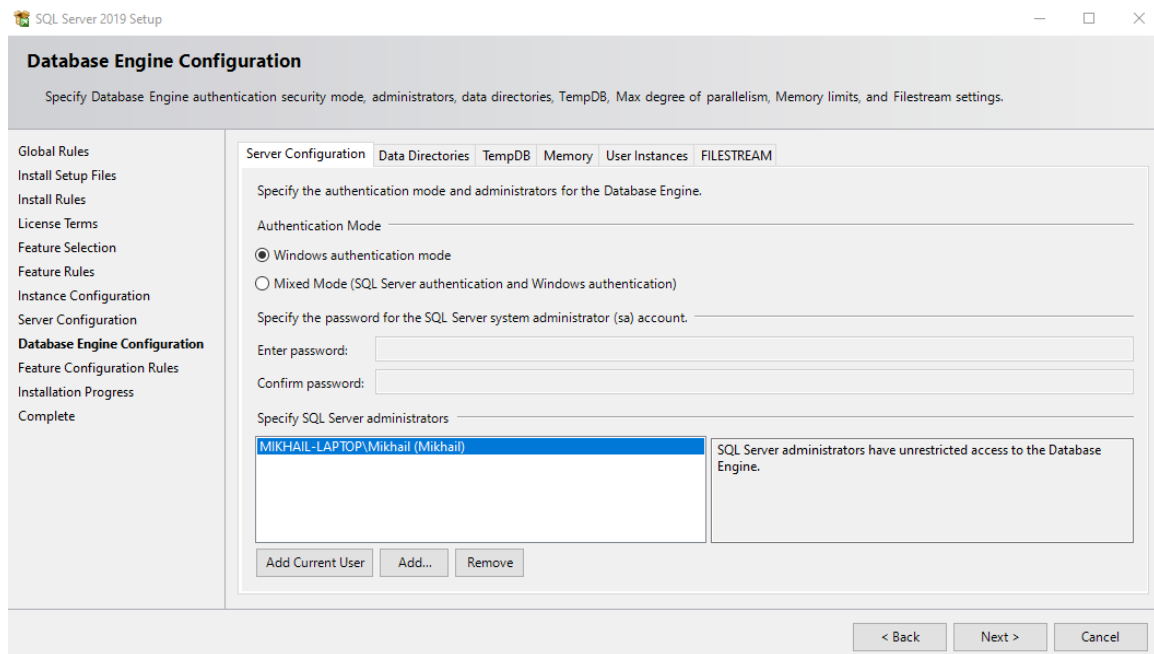 SQL Server 2019 Setup
Database Engine Configuration
Specify Database Engine authentication security mode, administrators, data directories, TempDB, Max degree of parallelism, Memory limits, and Filestream settings.
Global Rules
Install Setup Files
Install Rules
License Terms
Feature Selection
Feature Rules
Instance Configuration
Server Configuration
Database Engine Configuration
Feature Configuration Rules
Installation Progress
Complete
Server Configuration Data Directories TempDB Memory User Instances FILESTREAM
Specify the authentication mode and administrators for the Database Engine.
Authentication Mode
Windows authentication mode
Mixed Mode (SQL Server authentication and Windows authentication)
Specify the password for the SQL Server system administrator (sa) account.
Enter password:
Confirm password:
Specify SQL Server administrators
MIKHAIL-LAPTOP\Mikhail (Mikhail)
SQL Server administrators have unrestricted access to the Database
Engine.
Add Current User Add... Remove
< Back Next > Cancel